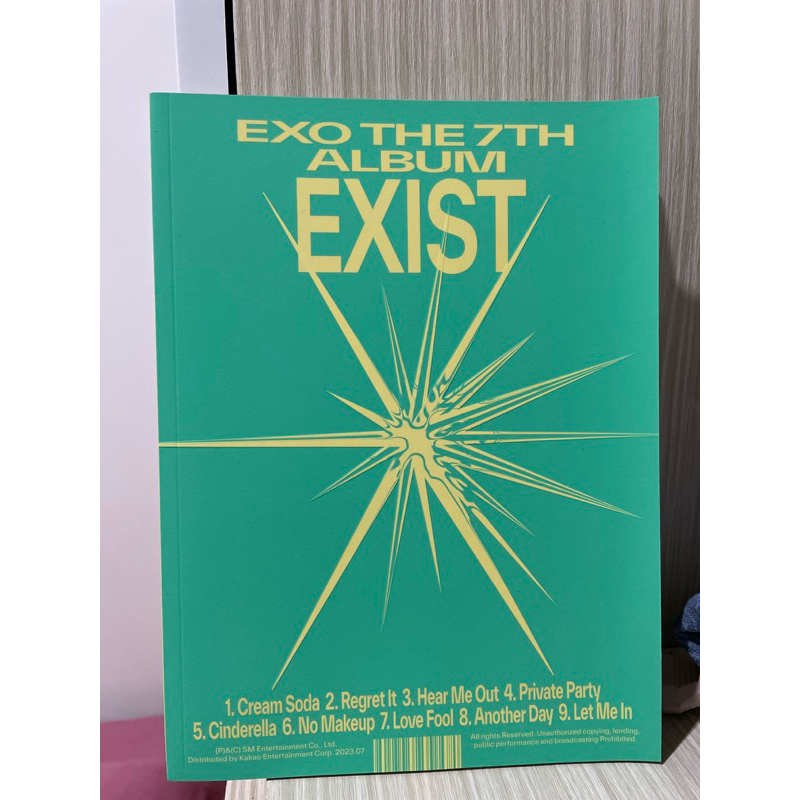 EXO THE 7TH
ALBUM
EXIST
1. Cream Soda 2. Regret It 3. Hear Me Out 4. Private Party
5. Cinderella 6. No Makeup 7. Love Fool 8. Another Day 9. Let Me In
(P)&(C) SM Entertainment Co., Ltd.
Distributed by Kakao Entertainment Corp. 2023.07
All rights Reserved. Unauthorized copying, lending,
public performance and broadcasting Prohibited.